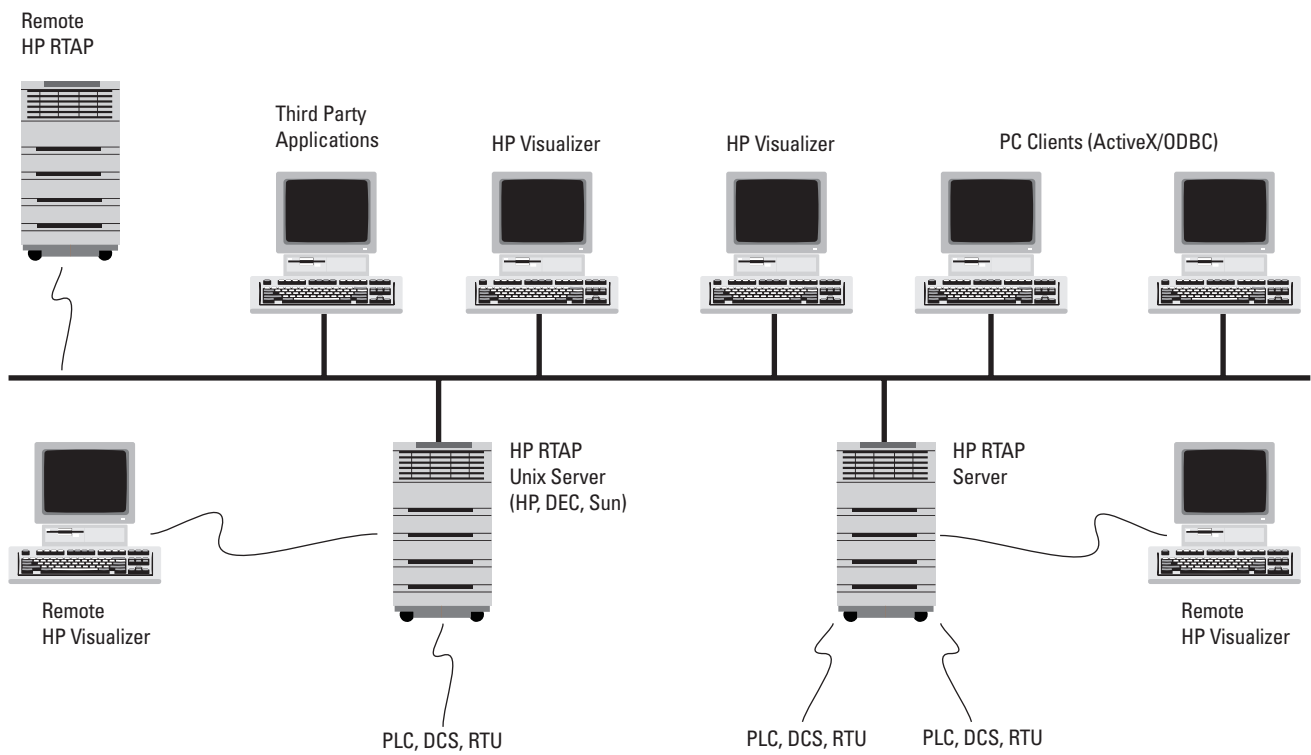 Remote
HP RTAP
Third Party
Applications
HP Visualizer
HP Visualizer
PC Clients (ActiveX/ODBC)
HP RTAP
Unix Server
(HP, DEC, Sun)
HP RTAP
Server
Remote
HP Visualizer
Remote
HP Visualizer
PLC, DCS, RTU
PLC, DCS, RTU
PLC, DCS, RTU